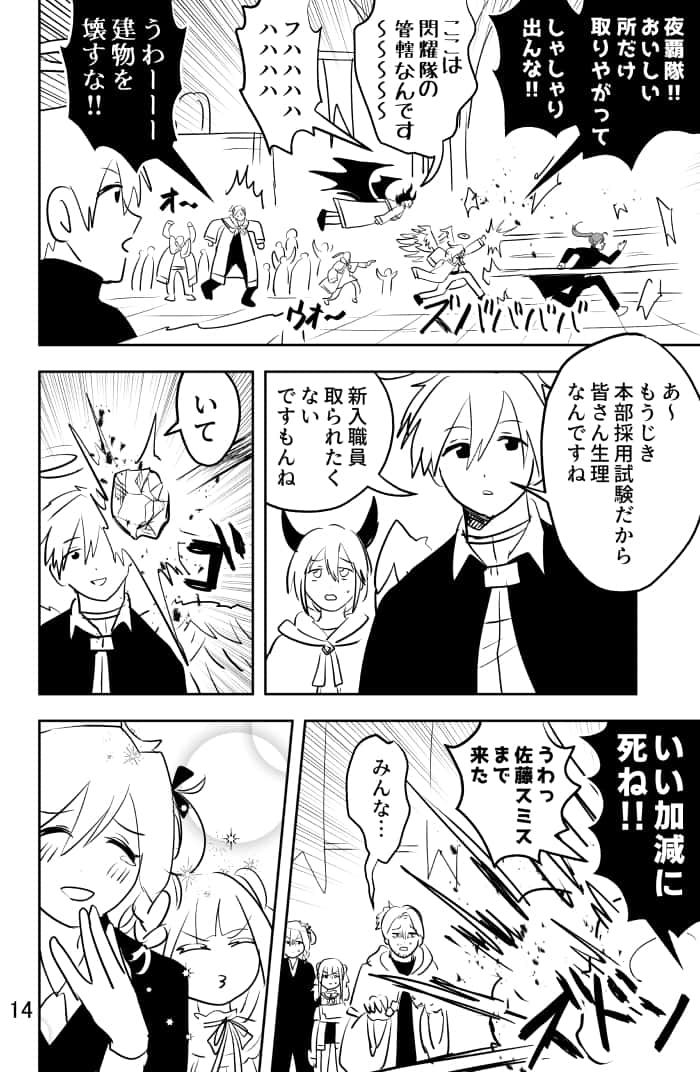 夜覇隊!!
おいしい
所だけ
取りやがって
しゃしゃり
出んな!!
ここは
閃耀隊の
管轄なんです
～～～～～
フハハハハ
ハハハハ
うわーーー
建物を
壊すな!!
オ～
ウオ～
ズババババ
あ～
もうじき
本部採用試験だから
皆さん生理
なんですね
新入職員
取られたく
ない
ですもんね
いて
ゴ
いい加減に
死ね!!
うわっ
佐藤スミス
まで
来た
みんな…
ズドン
14